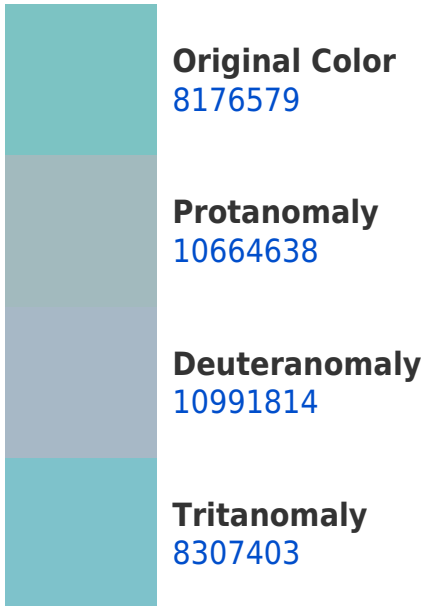 Original Color
8176579
Protanomaly
10664638
Deuteranomaly
10991814
Tritanomaly
8307403